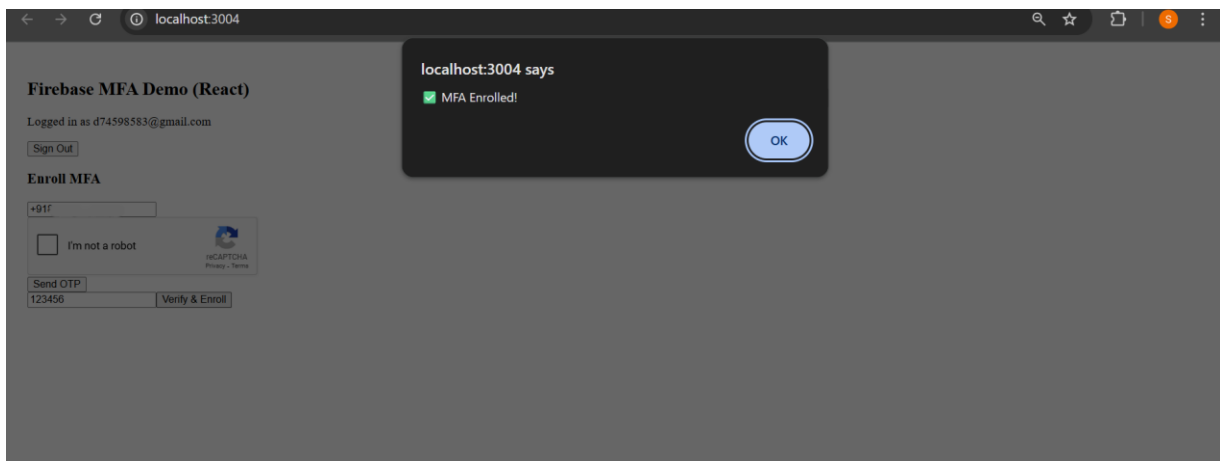 localhost:3004
S
localhost:3004 says
✅ MFA Enrolled!
OK
Firebase MFA Demo (React)
Logged in as d74598583@gmail.com
Sign Out
Enroll MFA
I'm not a robot
reCAPTCHA
Privacy - Terms
Send OTP
123456 Verify & Enroll